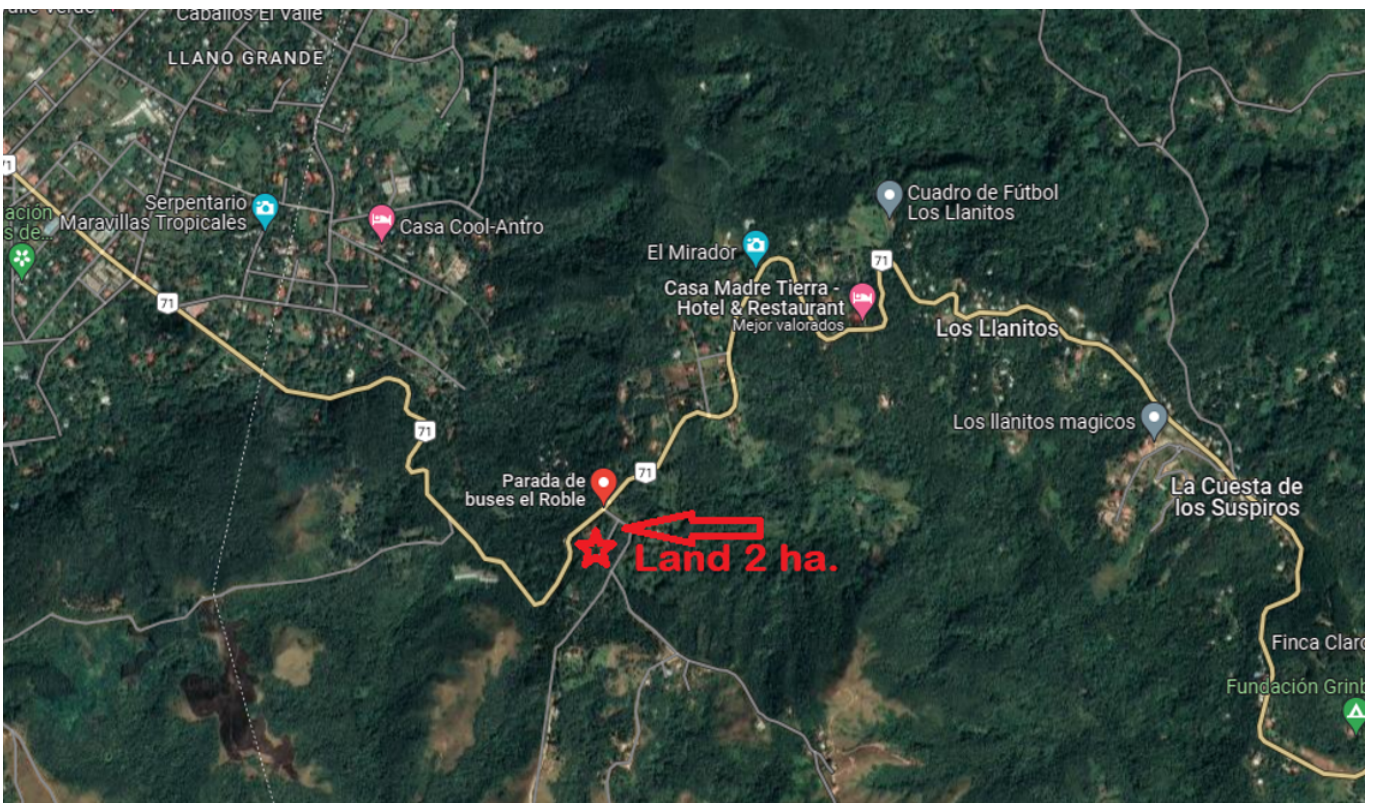 Caballos El Valle
LLANO GRANDE
71
Serpentario
Maravillas Tropicales
Casa Cool-Antro
71
Cuadro de Fútbol
Los Llanitos
El Mirador
71
Casa Madre Tierra -
Hotel & Restaurant
Mejor valorados
Los Llanitos
71
Los llanitos magicos
Parada de
buses el Roble
71
La Cuesta de
los Suspiros
Land 2 ha.
Finca Claro
Fundación Grinb